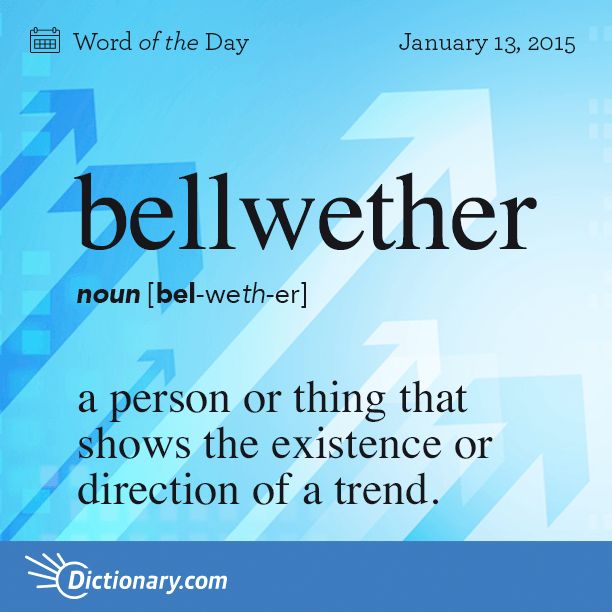 Word of the Day
January 13, 2015
bellwether
noun [bel-weth-er]
a person or thing that
shows the existence or
direction of a trend.
Dictionary.com